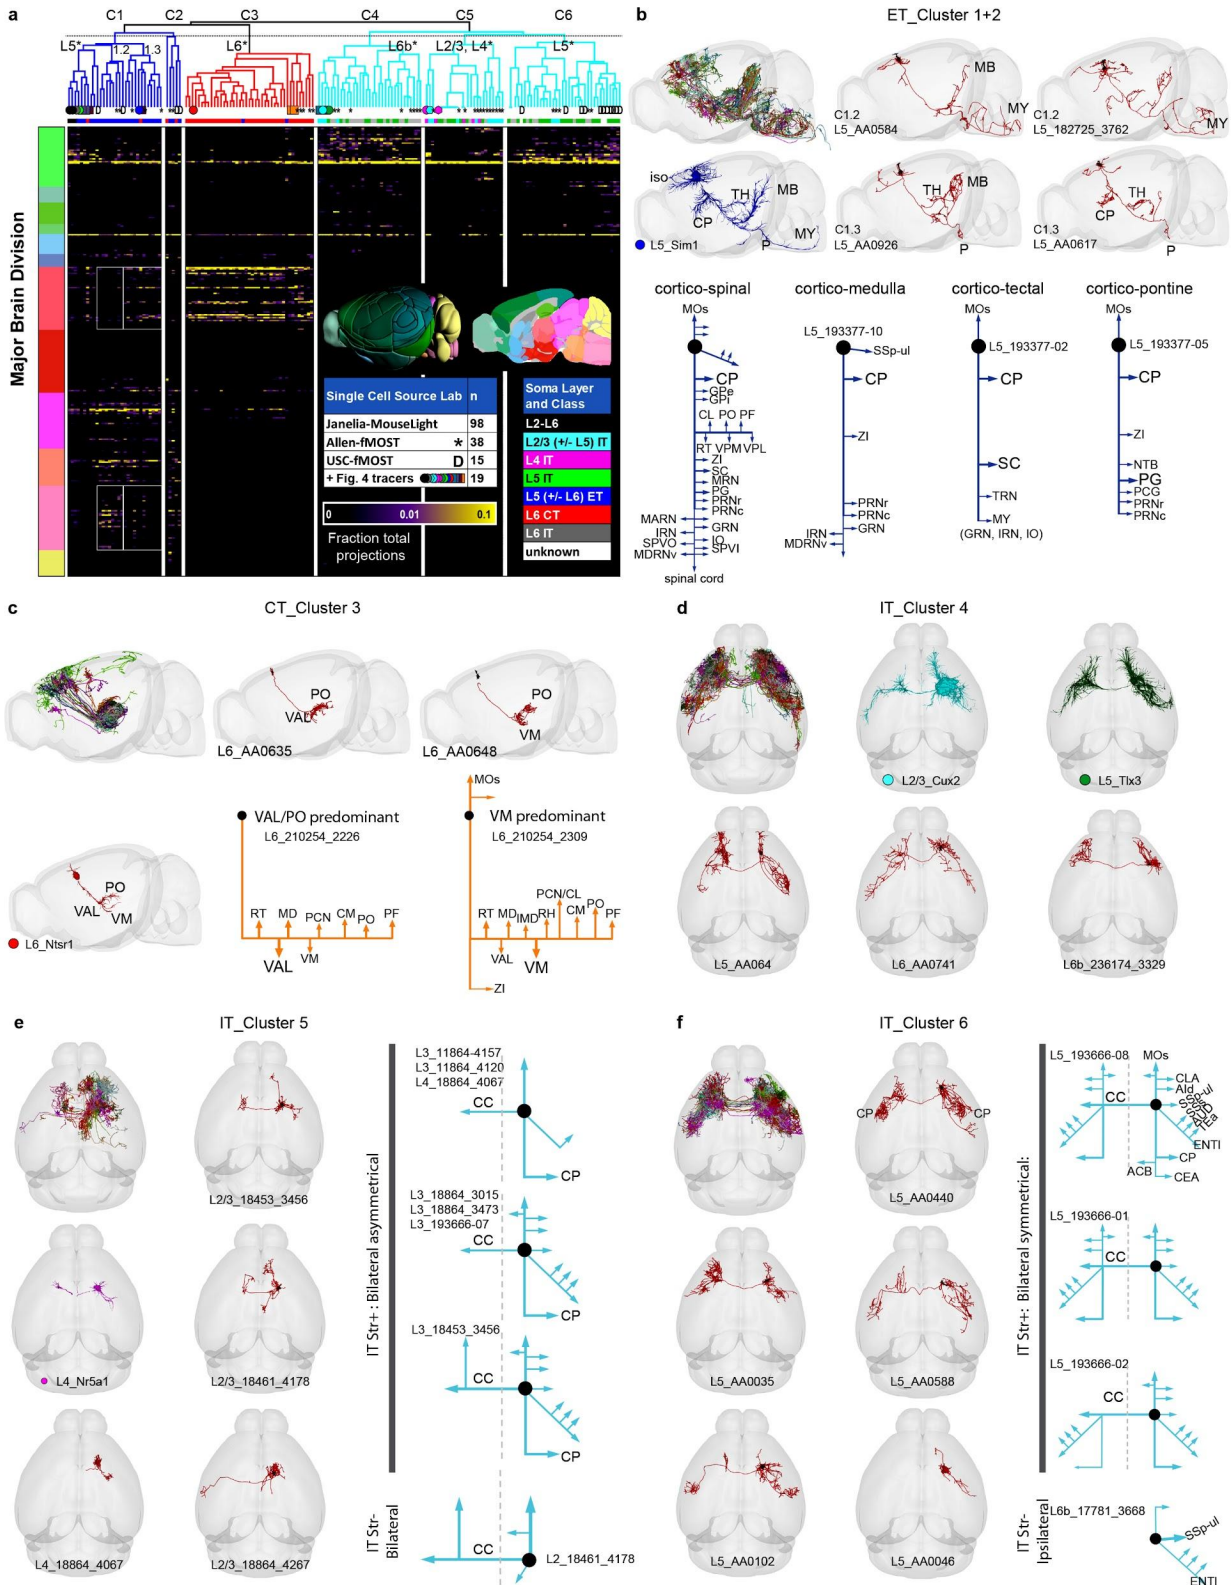 a
C1
C2
C3
C4
C5
C6
L5*
1.2
1.3
L6*
L6b*
L2/3, L4*
L5*
Major Brain Division
Single Cell Source Lab n
Janelia-MouseLight 98
Allen-fMOST * 38
USC-fMOST D 15
+ Fig. 4 tracers 19
0 0.01 0.1
Fraction total
projections
Soma Layer
and Class
L2-L6
L2/3 (+/- L5) IT
L4 IT
L5 IT
L5 (+/- L6) ET
L6 CT
L6 IT
unknown
b
ET_Cluster 1+2
MB
MY
C1.2
L5_AA0584
MY
C1.2
L5_182725_3762
iso
CP
TH
MB
MY
P
L5_Sim1
TH
MB
P
C1.3
L5_AA0926
TH
CP
P
C1.3
L5_AA0617
cortico-spinal
MOs
CP
GPe
GPi
CL PO PF
RT VPM VPL
ZI
SC
MRN
PG
PRNr
PRNc
MARN
GRN
IRN
IO
SPVO
SPVI
MDRNv
spinal cord
cortico-medulla
L5_193377-10
SSp-ul
CP
ZI
PRNr
PRNc
GRN
IRN
MDRNv
cortico-tectal
MOs
L5_193377-02
CP
SC
TRN
MY
(GRN, IRN, IO)
cortico-pontine
MOs
L5_193377-05
CP
ZI
NTB
PG
PCG
PRNr
PRNc
c
CT_Cluster 3
PO
VAL
L6_AA0635
PO
VM
L6_AA0648
PO
VAL
VM
L6_Ntsr1
VAL/PO predominant
L6_210254_2226
RT MD PCN CM PO PF
VAL
VM
MOs
VM predominant
L6_210254_2309
PCN/CL
RT MD IMD RH CM PO PF
VAL
VM
ZI
d
IT_Cluster 4
L2/3_Cux2
L5_Tlx3
L5_AA064
L6_AA0741
L6b_236174_3329
e
IT_Cluster 5
L2/3_18453_3456
L4_Nr5a1
L2/3_18461_4178
L4_18864_4067
L2/3_18864_4267
IT Str+ : Bilateral asymmetrical
L3_11864-4157
L3_11864_4120
L4_18864_4067
CC
CP
L3_18864_3015
L3_18864_3473
L3_193666-07
CC
CP
L3_18453_3456
CC
CP
IT Str-
Bilateral
CC
L2_18461_4178
f
IT_Cluster 6
CP
CP
L5_AA0440
L5_AA0035
L5_AA0588
L5_AA0102
L5_AA0046
IT Str+: Bilateral symmetrical:
L5_193666-08
MOs
CLA
AId
CC
TEa
ENTl
CP
ACB
CEA
L5_193666-01
CC
L5_193666-02
CC
IT Str-
Ipsilateral
L6b_17781_3668
SSp-ul
ENTl